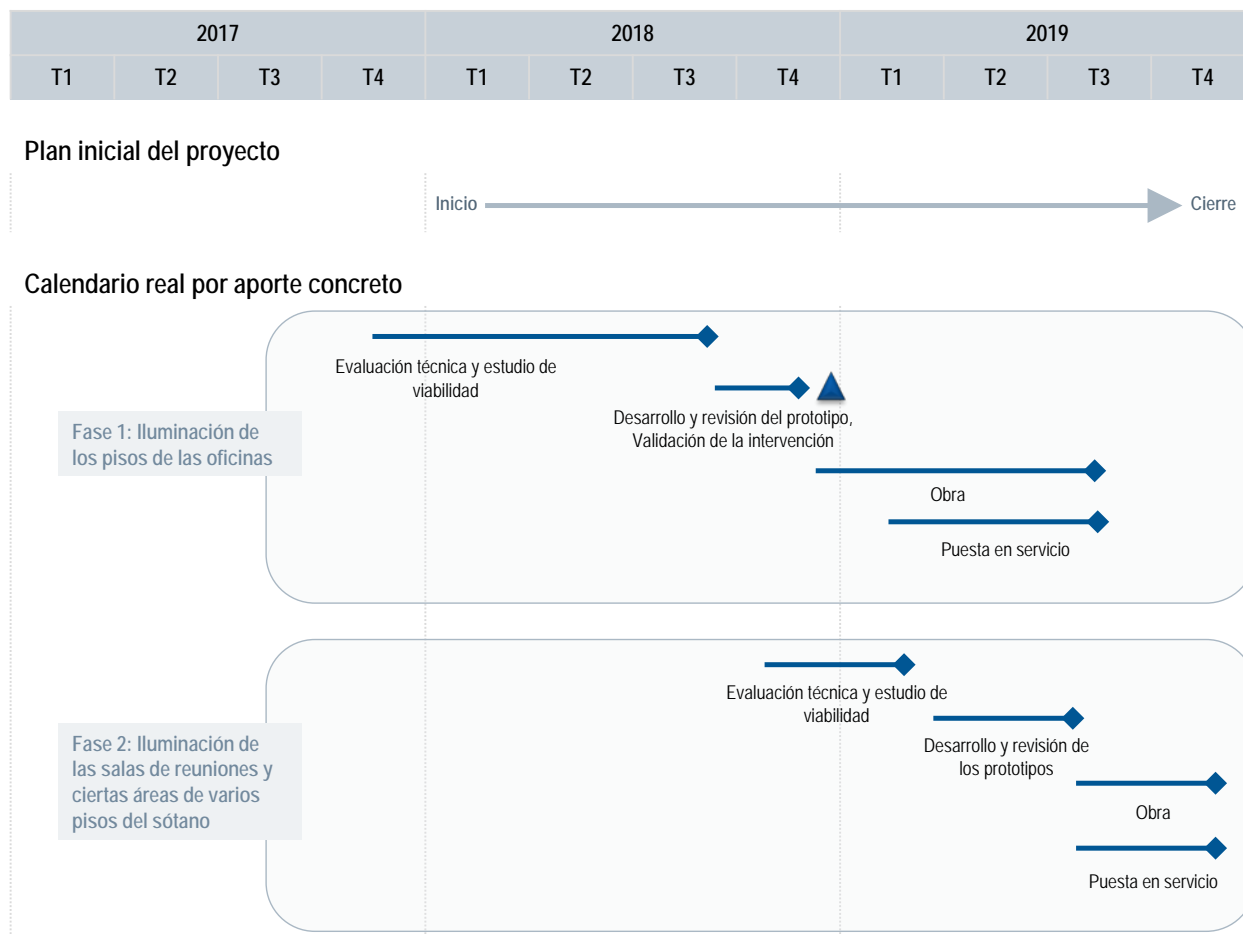 2017 2018 2019
T1 T2 T3 T4 T1 T2 T3 T4 T1 T2 T3 T4
Plan inicial del proyecto
Inicio Cierre
Calendario real por aporte concreto
Evaluación técnica y estudio de
viabilidad
Desarrollo y revisión del prototipo,
Validación de la intervención
Fase 1: Iluminación de
los pisos de las oficinas
Obra
Puesta en servicio
Evaluación técnica y estudio de
viabilidad
Fase 2: Iluminación de
las salas de reuniones y
ciertas áreas de varios
pisos del sótano
Desarrollo y revisión de
los prototipos
Obra
Puesta en servicio